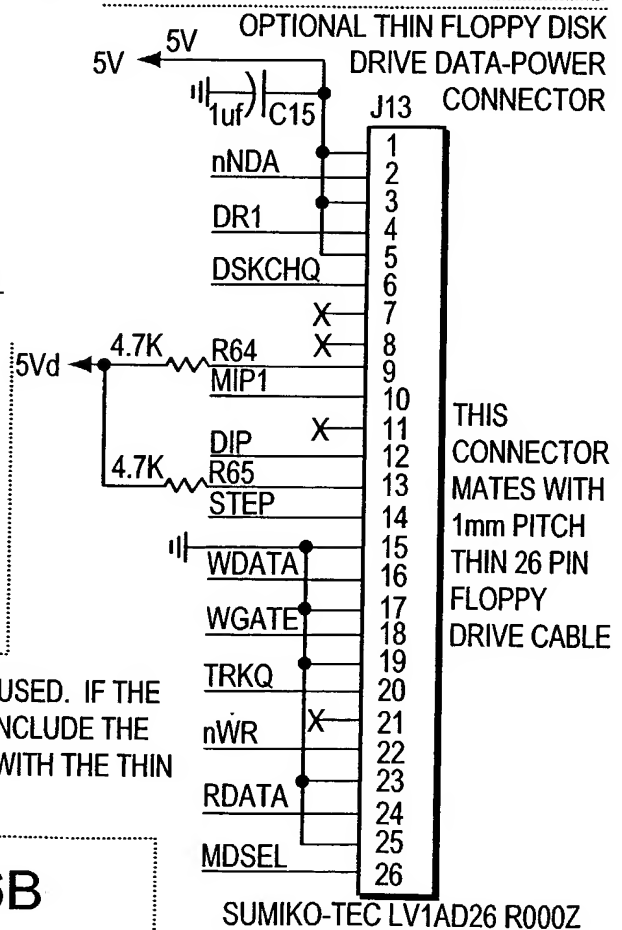 OPTIONAL THIN FLOPPY DISK
DRIVE DATA-POWER
CONNECTOR
5V
5V
1uf
C15
J13
1
nNDA
2
3
DR1
4
5
DSKCHQ
6
X
7
X
8
5Vd
4.7K
R64
9
MIP1
10
X
11
DIP
12
4.7K
R65
13
STEP
14
15
WDATA
16
17
WGATE
18
19
TRKQ
20
X
21
nWR
22
23
RDATA
24
25
MDSEL
26
THIS
CONNECTOR
MATES WITH
1mm PITCH
THIN 26 PIN
FLOPPY
DRIVE CABLE
USED. IF THE
NCLUDE THE
WITH THE THIN
6B
SUMIKO-TEC LV1AD26 R000Z